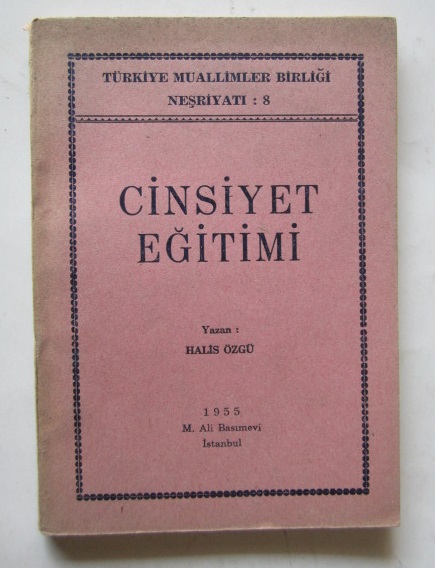 TÜRKİYE MUALLİMLER BİRLİĞİ
NEŞRİYATI : 8
CİNSİYET
EĞİTİMİ
Yazan :
HALİS ÖZGÜ
1955
M. Ali Basımevi
İstanbul